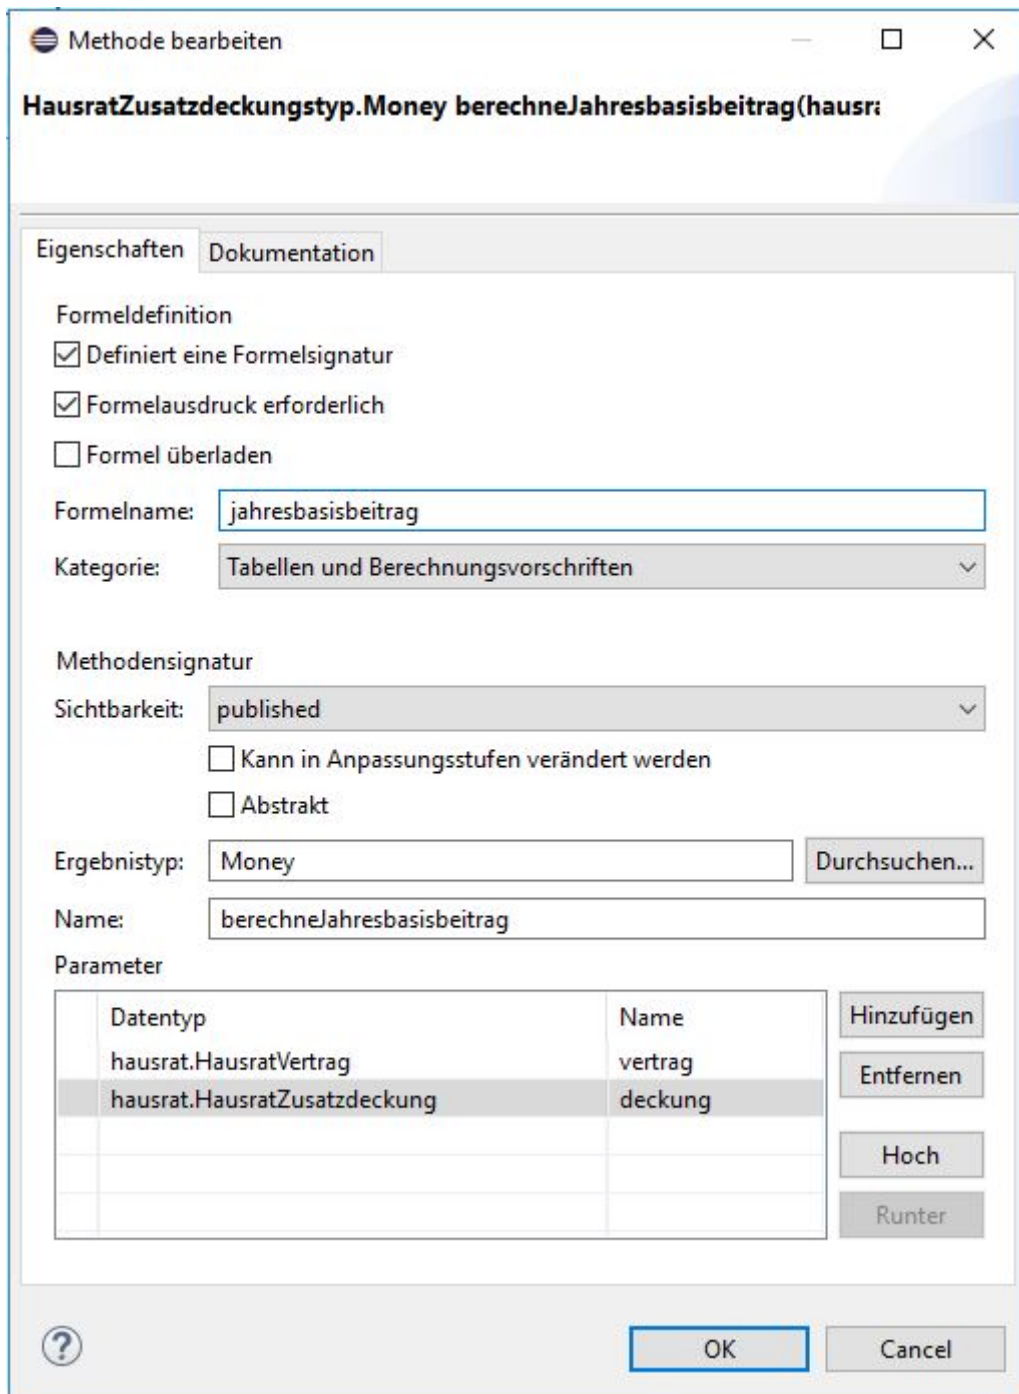 Methode bearbeiten
HausratZusatzdeckungstyp.Money berechneJahresbasisbeitrag(hausra
Eigenschaften Dokumentation
Formeldefinition
Definiert eine Formelsignatur
Formelausdruck erforderlich
Formel überladen
Formelname: jahresbasisbeitrag
Kategorie: Tabellen und Berechnungsvorschriften
Methodensignatur
Sichtbarkeit: published
Kann in Anpassungsstufen verändert werden
Abstrakt
Ergebnistyp: Money Durchsuchen...
Name: berechneJahresbasisbeitrag
Parameter
Datentyp Name Hinzufügen
hausrat.HausratVertrag vertrag
Entfernen
hausrat.HausratZusatzdeckung deckung
Hoch
Runter
? OK Cancel